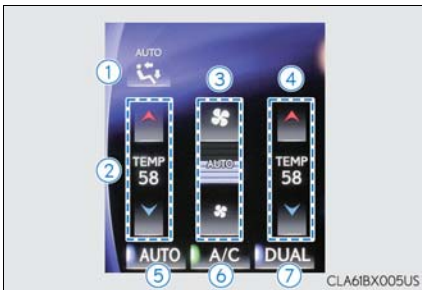 AUTO
1
3
4
2
TEMP
58
AUTO
TEMP
58
AUTO
A/C
DUAL
5
6
7
CLA61BX005US